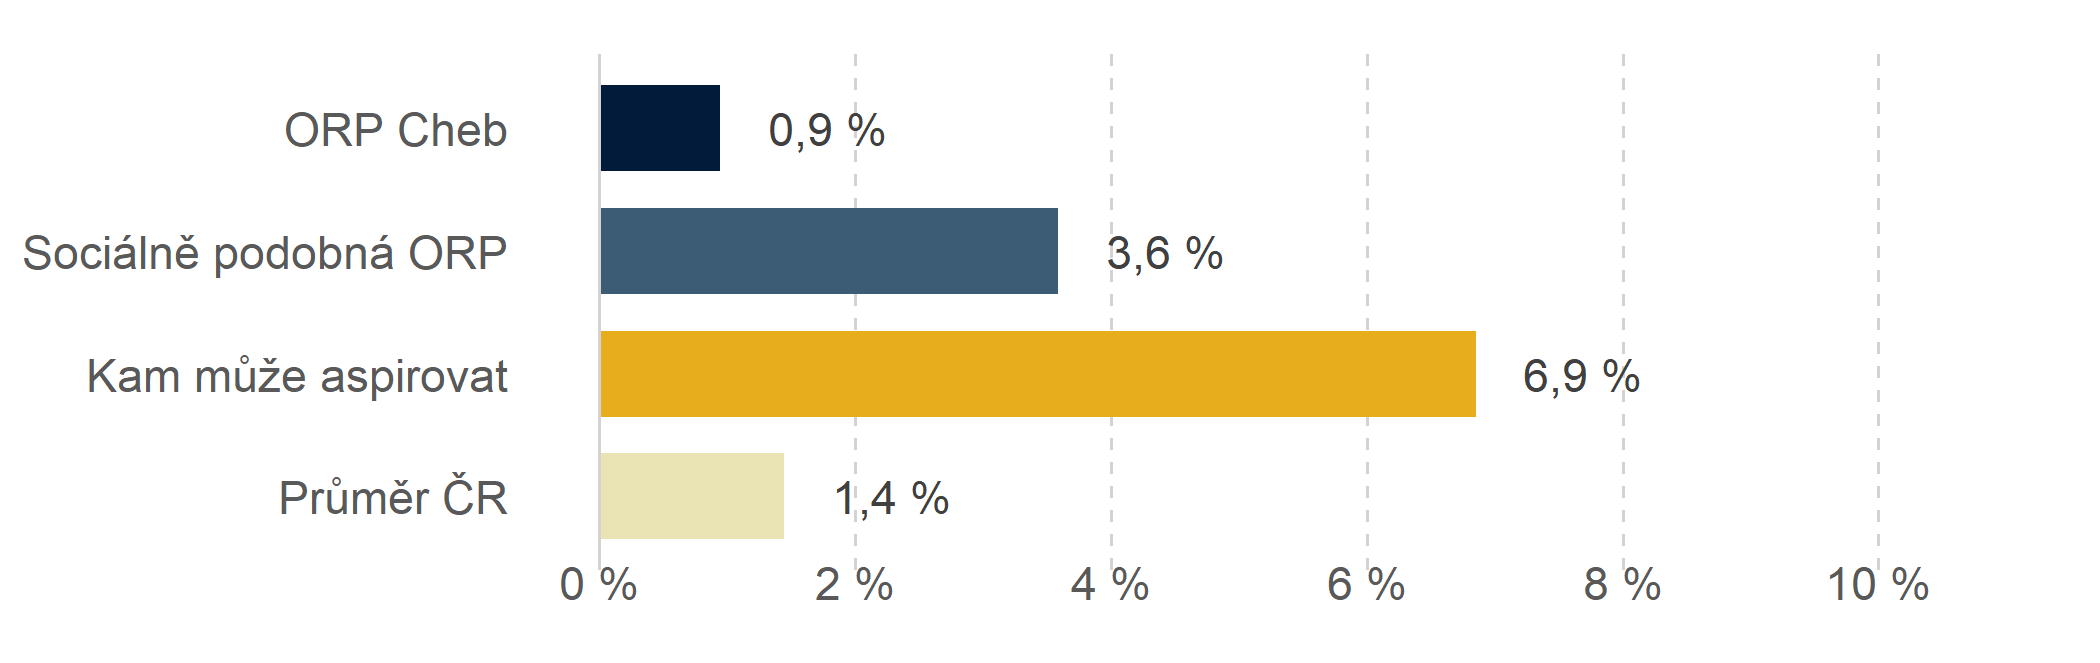 ORP Cheb
0,9 %
Sociálně podobná ORP
3,6 %
Kam může aspirovat
6,9 %
Průměr ČR
1,4 %
0 % 2 % 4 % 6 % 8 % 10 %